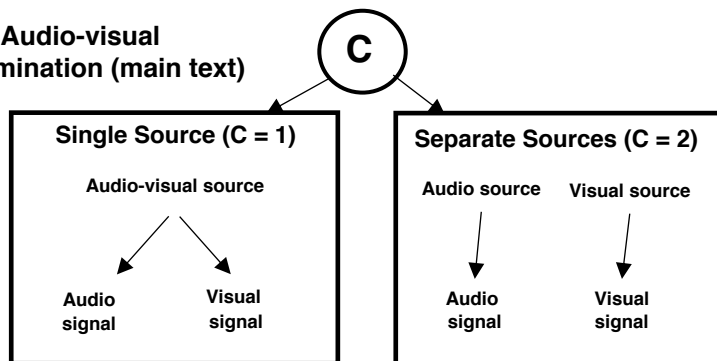 Audio-visual
(main text)
C
Single Source (C = 1)
Audio-visual source
Audio
signal
Visual
signal
Separate Sources (C = 2)
Audio source
Visual source
Audio
signal
Visual
signal